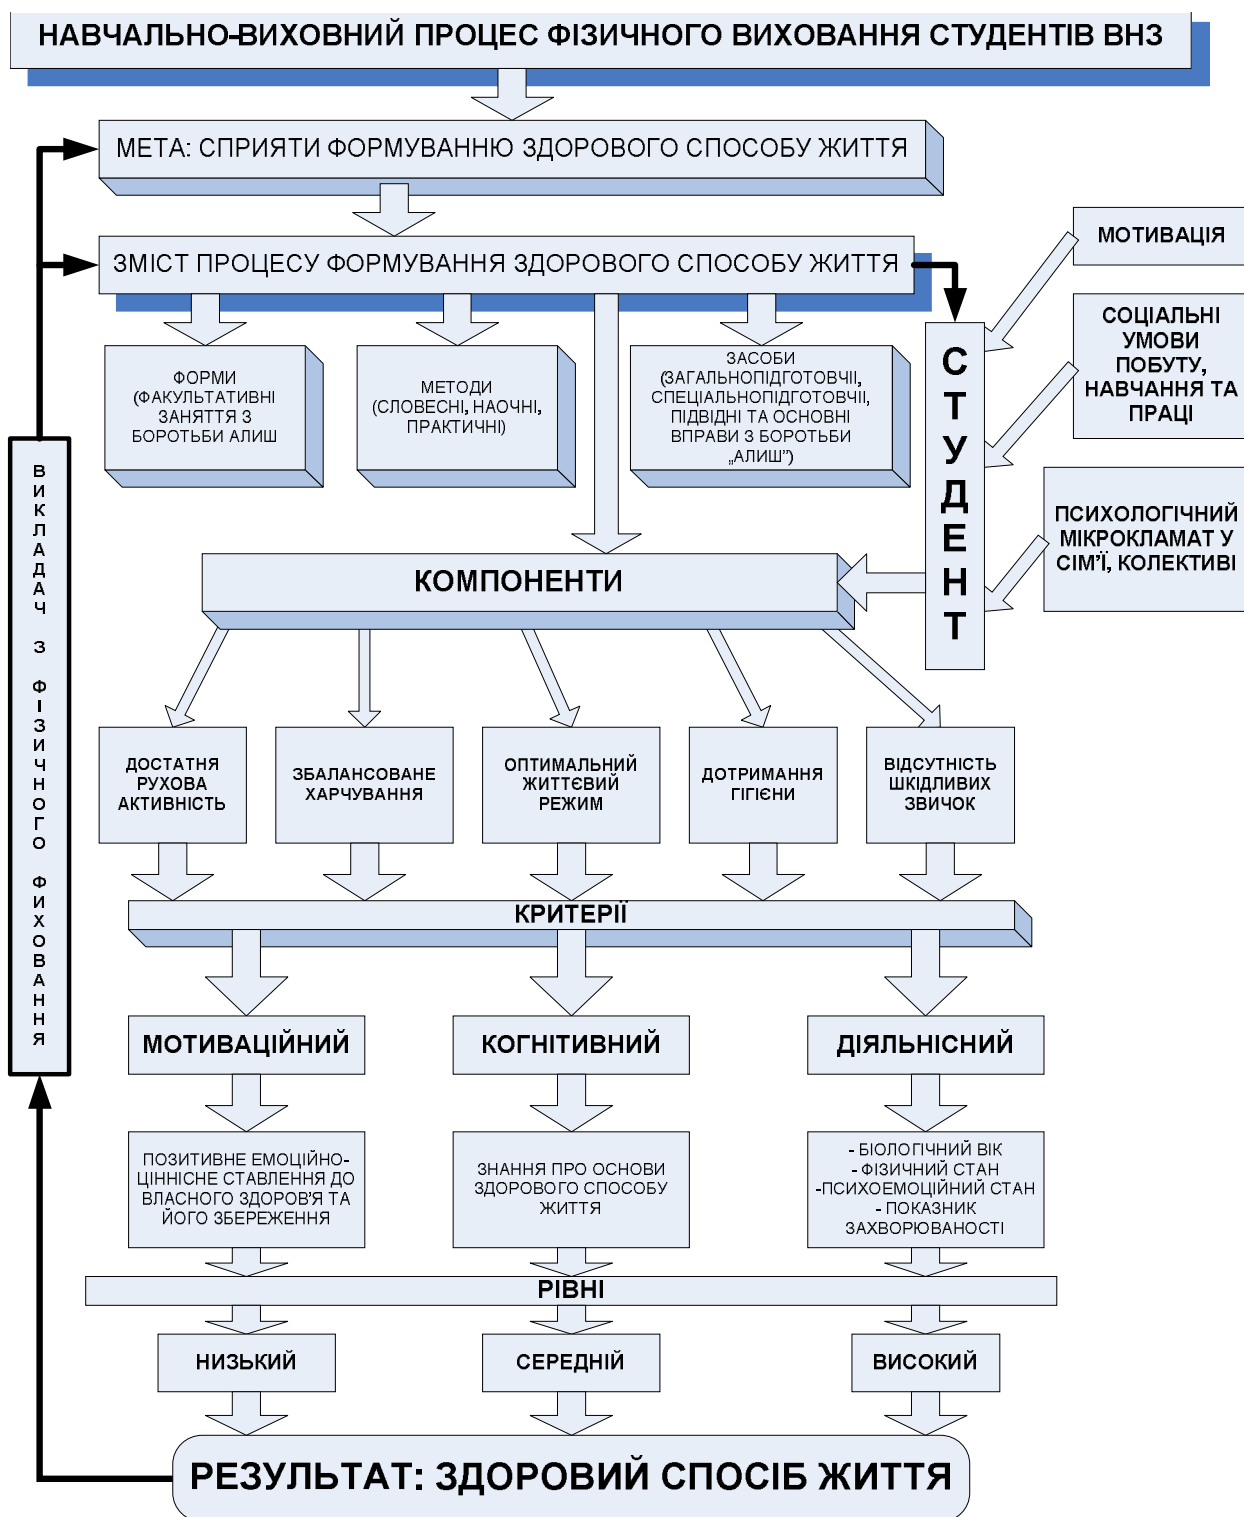 НАВЧАЛЬНО-ВИХОВНИЙ ПРОЦЕС ФІЗИЧНОГО ВИХОВАННЯ СТУДЕНТІВ ВНЗ
МЕТА: СПРИЯТИ ФОРМУВАННЮ ЗДОРОВОГО СПОСОБУ ЖИТТЯ
ЗМІСТ ПРОЦЕСУ ФОРМУВАННЯ ЗДОРОВОГО СПОСОБУ ЖИТТЯ
МОТИВАЦІЯ
СОЦІАЛЬНІ
УМОВИ
ПОБУТУ,
НАВЧАННЯ ТА
ПРАЦІ
ПСИХОЛОГІЧНИЙ
МІКРОКЛАМАТ У
СІМ'Ї, КОЛЕКТИВІ
СТУДЕНТ
ФОРМИ
(ФАКУЛЬТАТИВНІ
ЗАНЯТТЯ З
БОРОТЬБИ АЛИШ
МЕТОДИ
(СЛОВЕСНІ, НАОЧНІ,
ПРАКТИЧНІ)
ЗАСОБИ
(ЗАГАЛЬНОПІДГОТОВЧІІ,
СПЕЦІАЛЬНОПІДГОТОВЧІІ,
ПІДВІДНІ ТА ОСНОВНІ
ВПРАВИ З БОРОТЬБИ
„АЛИШ”)
ВИКЛАДАЧ З ФІЗИЧНОГО ФИХОВАННЯ
КОМПОНЕНТИ
ДОСТАТНЯ
РУХОВА
АКТИВНІСТЬ
ЗБАЛАНСОВАНЕ
ХАРЧУВАННЯ
ОПТИМАЛЬНИЙ
ЖИТТЄВИЙ
РЕЖИМ
ДОТРИМАННЯ
ГІГІЄНИ
ВІДСУТНІСТЬ
ШКІДЛИВИХ
ЗВИЧОК
КРИТЕРІЇ
МОТИВАЦІЙНИЙ
КОГНІТИВНИЙ
ДІЯЛЬНІСНИЙ
ПОЗИТИВНЕ ЕМОЦІЙНО-
ЦІННІСНЕ СТАВЛЕННЯ ДО
ВЛАСНОГО ЗДОРОВ'Я ТА
ЙОГО ЗБЕРЕЖЕННЯ
ЗНАННЯ ПРО ОСНОВИ
ЗДОРОВОГО СПОСОБУ
ЖИТТЯ
- БІОЛОГІЧНИЙ ВІК
- ФІЗИЧНИЙ СТАН
-ПСИХОЕМОЦІЙНИЙ СТАН
- ПОКАЗНИК
ЗАХВОРЮВАНОСТІ
РІВНІ
НИЗЬКИЙ
СЕРЕДНІЙ
ВИСОКИЙ
РЕЗУЛЬТАТ: ЗДОРОВИЙ СПОСІБ ЖИТТЯ